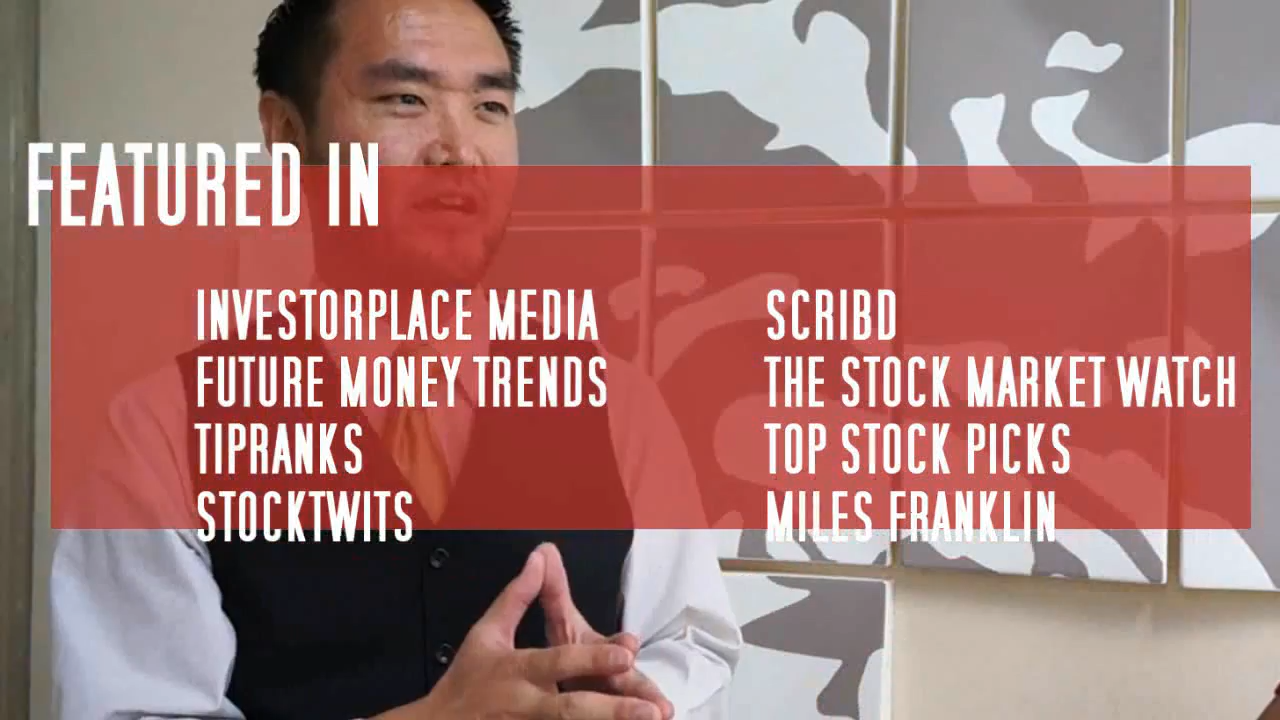 FEATURED IN
INVESTORPLACE MEDIA
FUTURE MONEY TRENDS
TIPRANKS
STOCKTWITS
SCRIBD
THE STOCK MARKET WATCH
TOP STOCK PICKS
MILES FRANKLIN